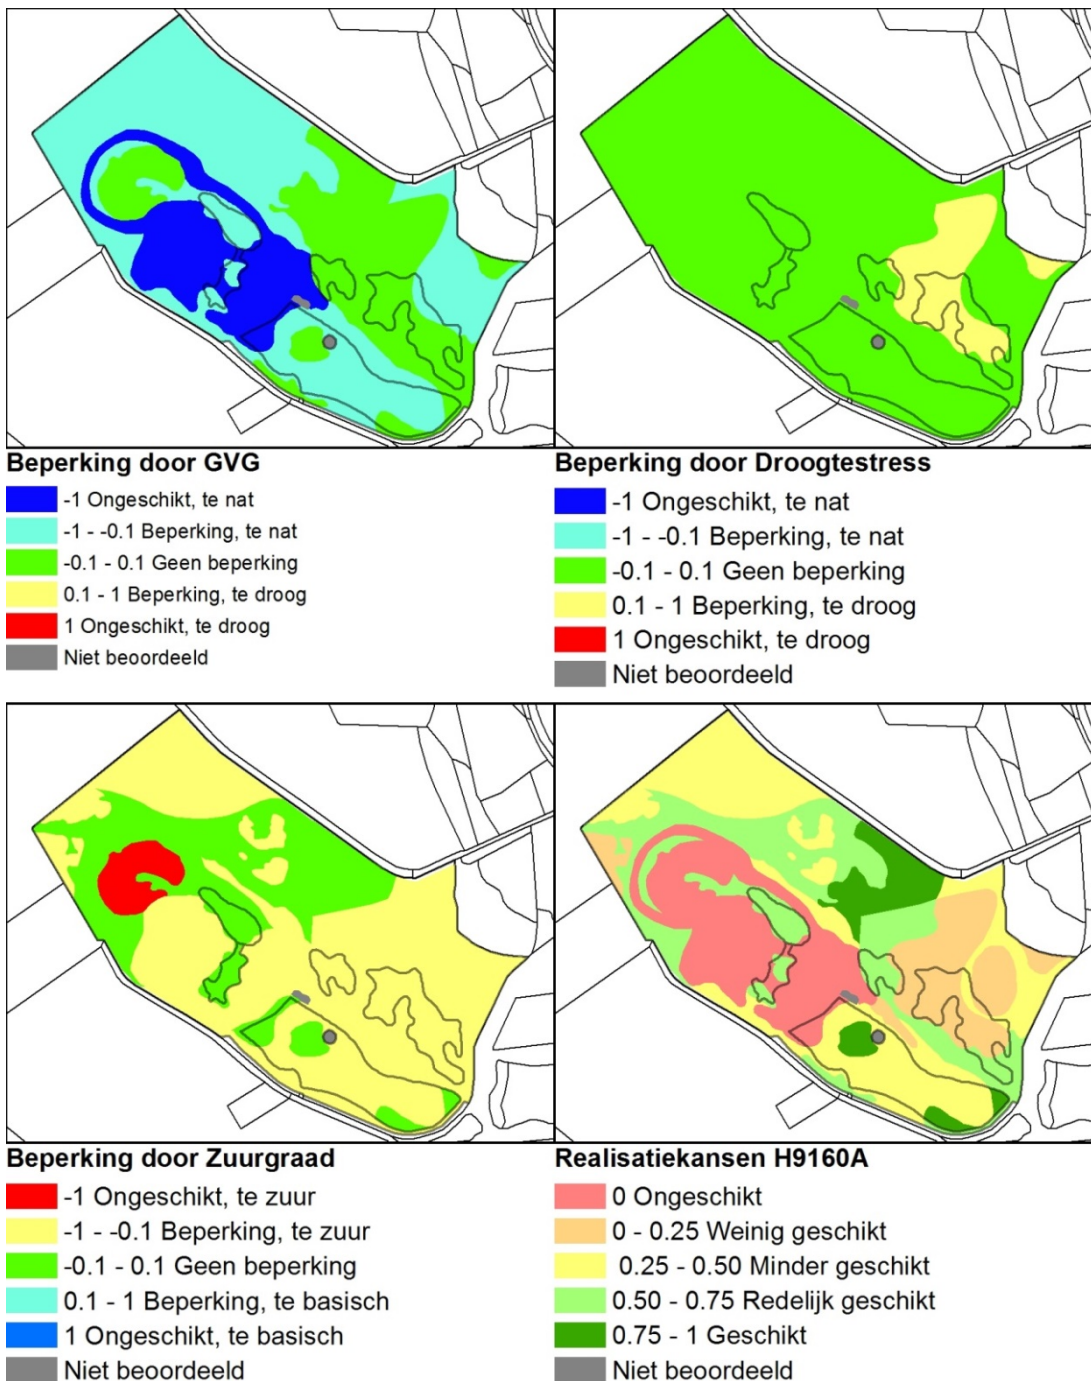 Beperking door GVG
-1 Ongeschikt, te nat
-1 - -0.1 Beperking, te nat
-0.1 - 0.1 Geen beperking
0.1 - 1 Beperking, te droog
1 Ongeschikt, te droog
Niet beoordeeld
Beperking door Droogtestress
-1 Ongeschikt, te nat
-1 - -0.1 Beperking, te nat
-0.1 - 0.1 Geen beperking
0.1 - 1 Beperking, te droog
1 Ongeschikt, te droog
Niet beoordeeld
Beperking door Zuurgraad
-1 Ongeschikt, te zuur
-1 - -0.1 Beperking, te zuur
-0.1 - 0.1 Geen beperking
0.1 - 1 Beperking, te basisch
1 Ongeschikt, te basisch
Niet beoordeeld
Realisatiekansen H9160A
0 Ongeschikt
0 - 0.25 Weinig geschikt
0.25 - 0.50 Minder geschikt
0.50 - 0.75 Redelijk geschikt
0.75 - 1 Geschikt
Niet beoordeeld